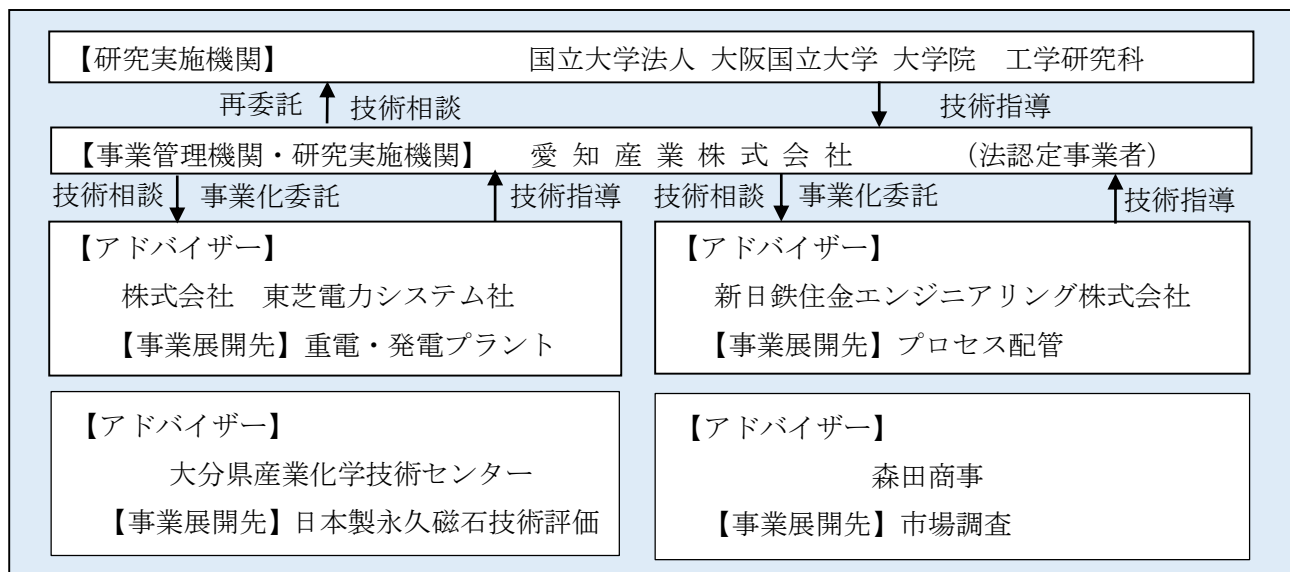 【研究実施機関】 国立大学法人 大阪国立大学 大学院 工学研究科
再委託 技術相談 技術指導
【事業管理機関・研究実施機関】 愛 知 産 業 株 式 会 社 (法認定事業者)
技術相談 事業化委託 技術指導 技術相談 事業化委託 技術指導
【アドバイザー】
株式会社 東芝電力システム社
【事業展開先】重電・発電プラント
【アドバイザー】
新日鉄住金エンジニアリング株式会社
【事業展開先】プロセス配管
【アドバイザー】
大分県産業化学技術センター
【事業展開先】日本製永久磁石技術評価
【アドバイザー】
森田商事
【事業展開先】市場調査